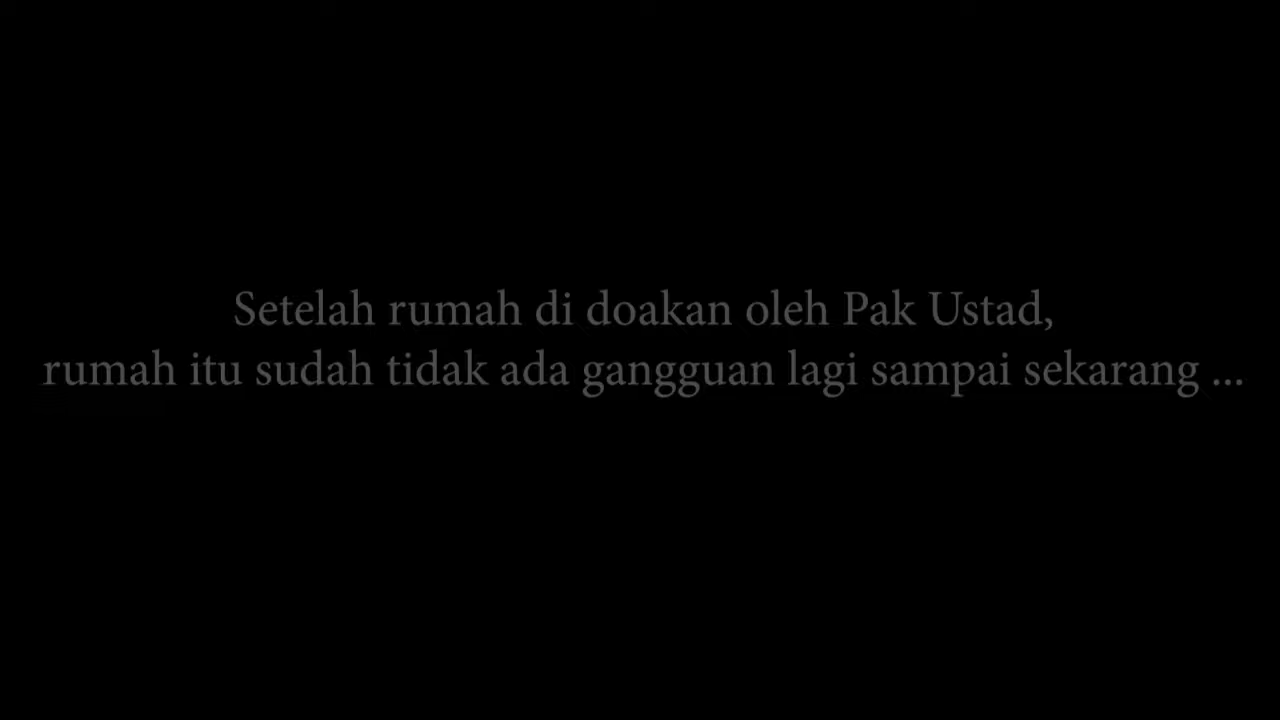 Setelah rumah di doakan oleh Pak Ustad,
rumah itu sudah tidak ada gangguan lagi sampai sekarang ...